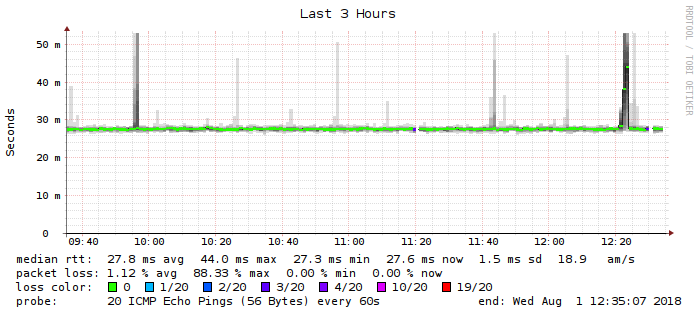 Last 3 Hours
RRDTOOL / TOBI OETIKER
Seconds
50 m
40 m
30 m
20 m
10 m
0
09:40 10:00 10:20 10:40 11:00 11:20 11:40 12:00 12:20
median rtt: 27.8 ms avg 44.0 ms max 27.3 ms min 27.6 ms now 1.5 ms sd 18.9 am/s
packet loss: 1.12 % avg 88.33 % max 0.00 % min 0.00 % now
loss color: 0 1/20 2/20 3/20 4/20 10/20 19/20
probe: 20 ICMP Echo Pings (56 Bytes) every 60s end: Wed Aug 1 12:35:07 2018